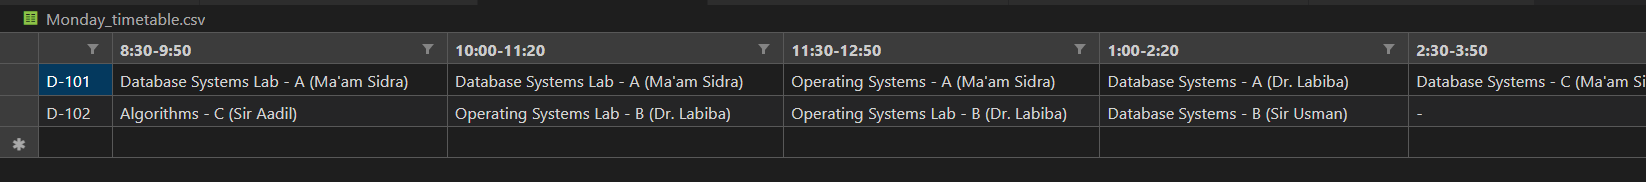 Monday_timetable.csv
8:30-9:50 10:00-11:20 11:30-12:50 1:00-2:20 2:30-3:50
D-101 Database Systems Lab - A (Ma'am Sidra) Database Systems Lab - A (Ma'am Sidra) Operating Systems - A (Ma'am Sidra) Database Systems - A (Dr. Labiba) Database Systems - C (Ma'am Si
D-102 Algorithms - C (Sir Aadil) Operating Systems Lab - B (Dr. Labiba) Operating Systems Lab - B (Dr. Labiba) Database Systems - B (Sir Usman) -